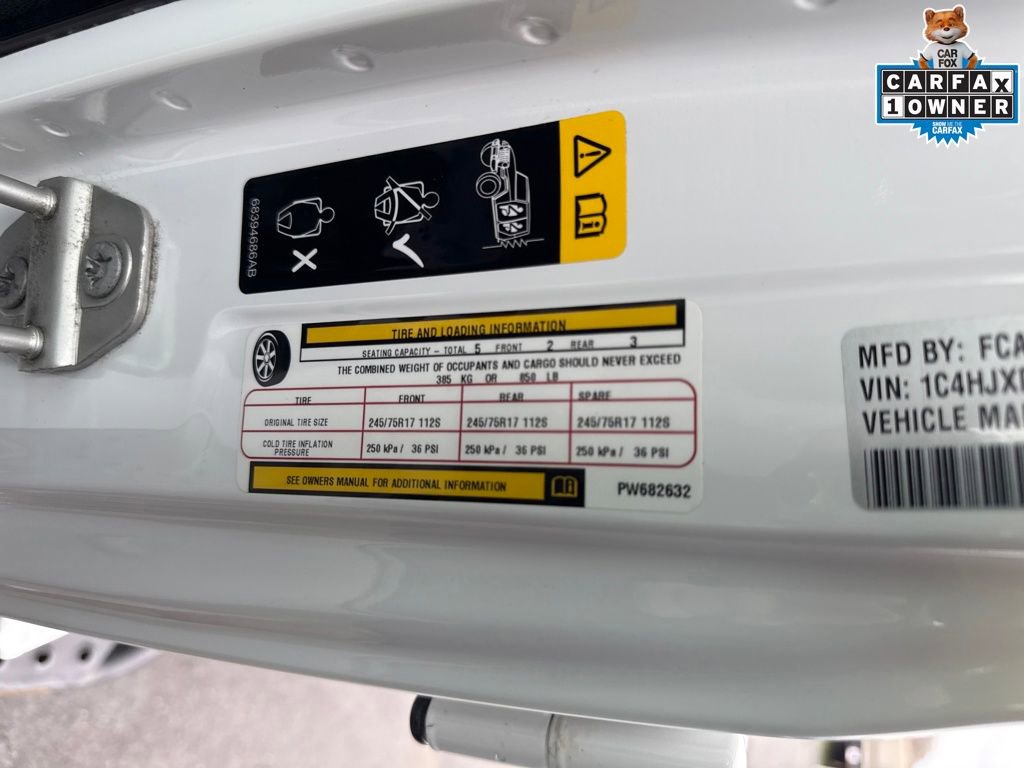 CAR
FOX
CARFAX
1 OWNER
SHOW ME THE
CARFAX
68394686AB
TIRE AND LOADING INFORMATION
SEATING CAPACITY – TOTAL 5 FRONT 2 REAR 3
THE COMBINED WEIGHT OF OCCUPANTS AND CARGO SHOULD NEVER EXCEED
385 KG OR 850 LB
TIRE FRONT REAR SPARE
ORIGINAL TIRE SIZE 245/75R17 112S 245/75R17 112S 245/75R17 112S
COLD TIRE INFLATION
PRESSURE 250 kPa / 36 PSI 250 kPa / 36 PSI 250 kPa / 36 PSI
SEE OWNERS MANUAL FOR ADDITIONAL INFORMATION
PW682632
MFD BY: FCA
VIN: 1C4HJX
VEHICLE MA